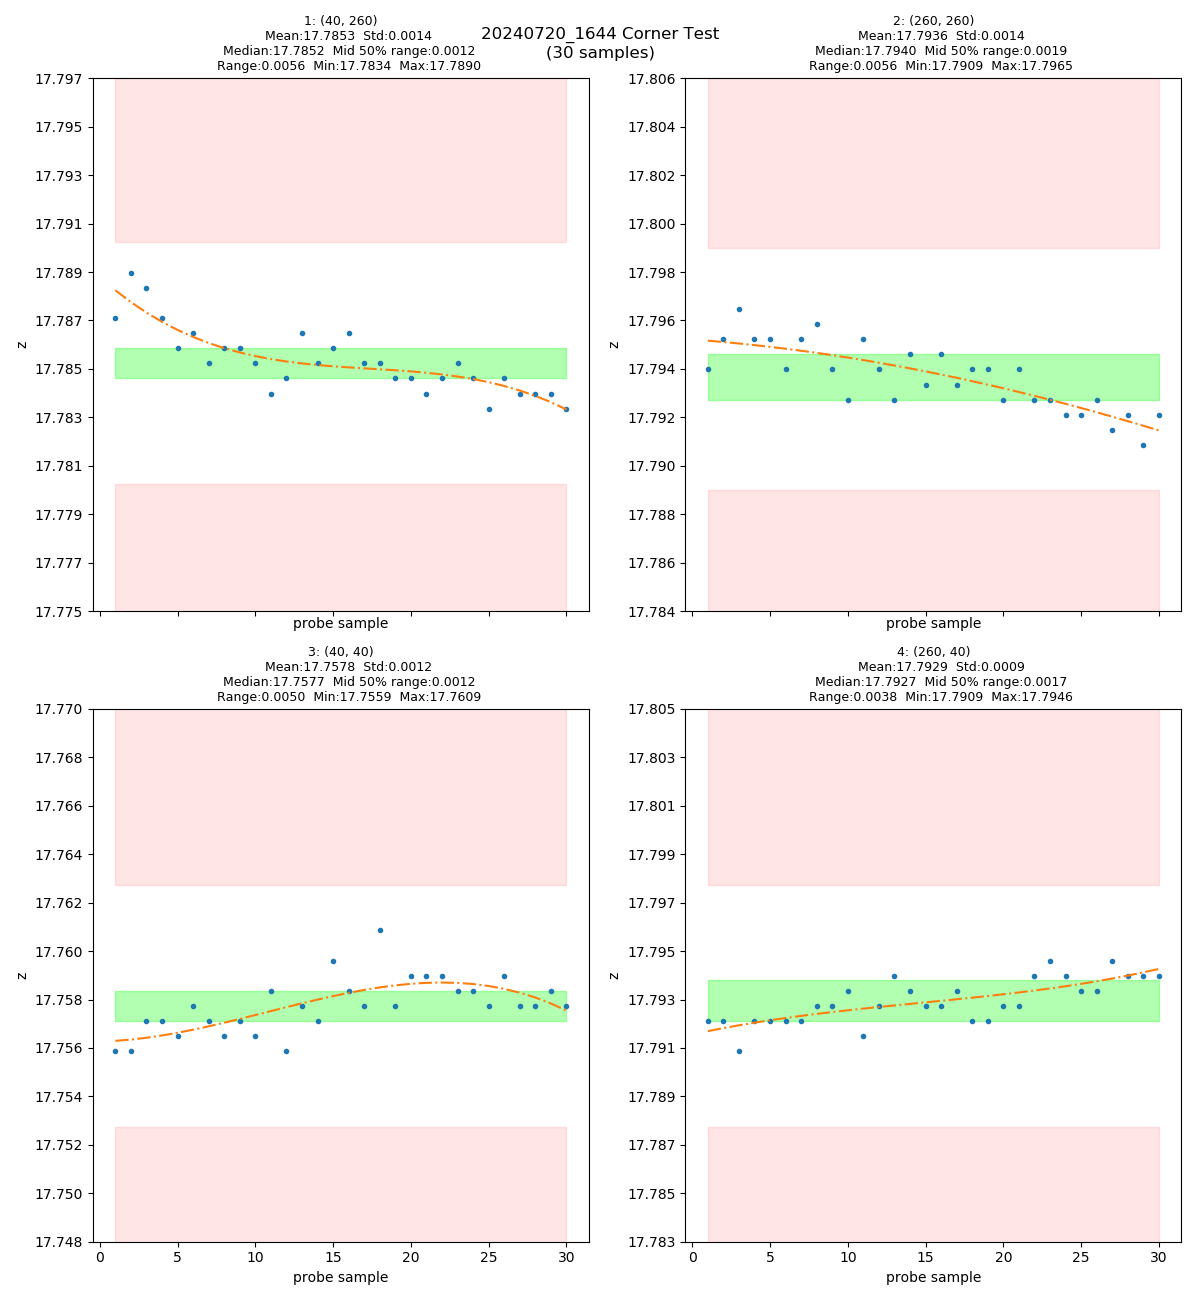 20240720_1644 Corner Test
(30 samples)
1: (40, 260)
Mean:17.7853  Std:0.0014
Median:17.7852  Mid 50% range:0.0012
Range:0.0056  Min:17.7834  Max:17.7890
17.797
17.795
17.793
17.791
17.789
17.787
17.785
17.783
17.781
17.779
17.777
17.775
z
probe sample
2: (260, 260)
Mean:17.7936  Std:0.0014
Median:17.7940  Mid 50% range:0.0019
Range:0.0056  Min:17.7909  Max:17.7965
17.806
17.804
17.802
17.800
17.798
17.796
17.794
17.792
17.790
17.788
17.786
17.784
z
probe sample
3: (40, 40)
Mean:17.7578  Std:0.0012
Median:17.7577  Mid 50% range:0.0012
Range:0.0050  Min:17.7559  Max:17.7609
17.770
17.768
17.766
17.764
17.762
17.760
17.758
17.756
17.754
17.752
17.750
17.748
z
0 5 10 15 20 25 30
probe sample
4: (260, 40)
Mean:17.7929  Std:0.0009
Median:17.7927  Mid 50% range:0.0017
Range:0.0038  Min:17.7909  Max:17.7946
17.805
17.803
17.801
17.799
17.797
17.795
17.793
17.791
17.789
17.787
17.785
17.783
z
0 5 10 15 20 25 30
probe sample